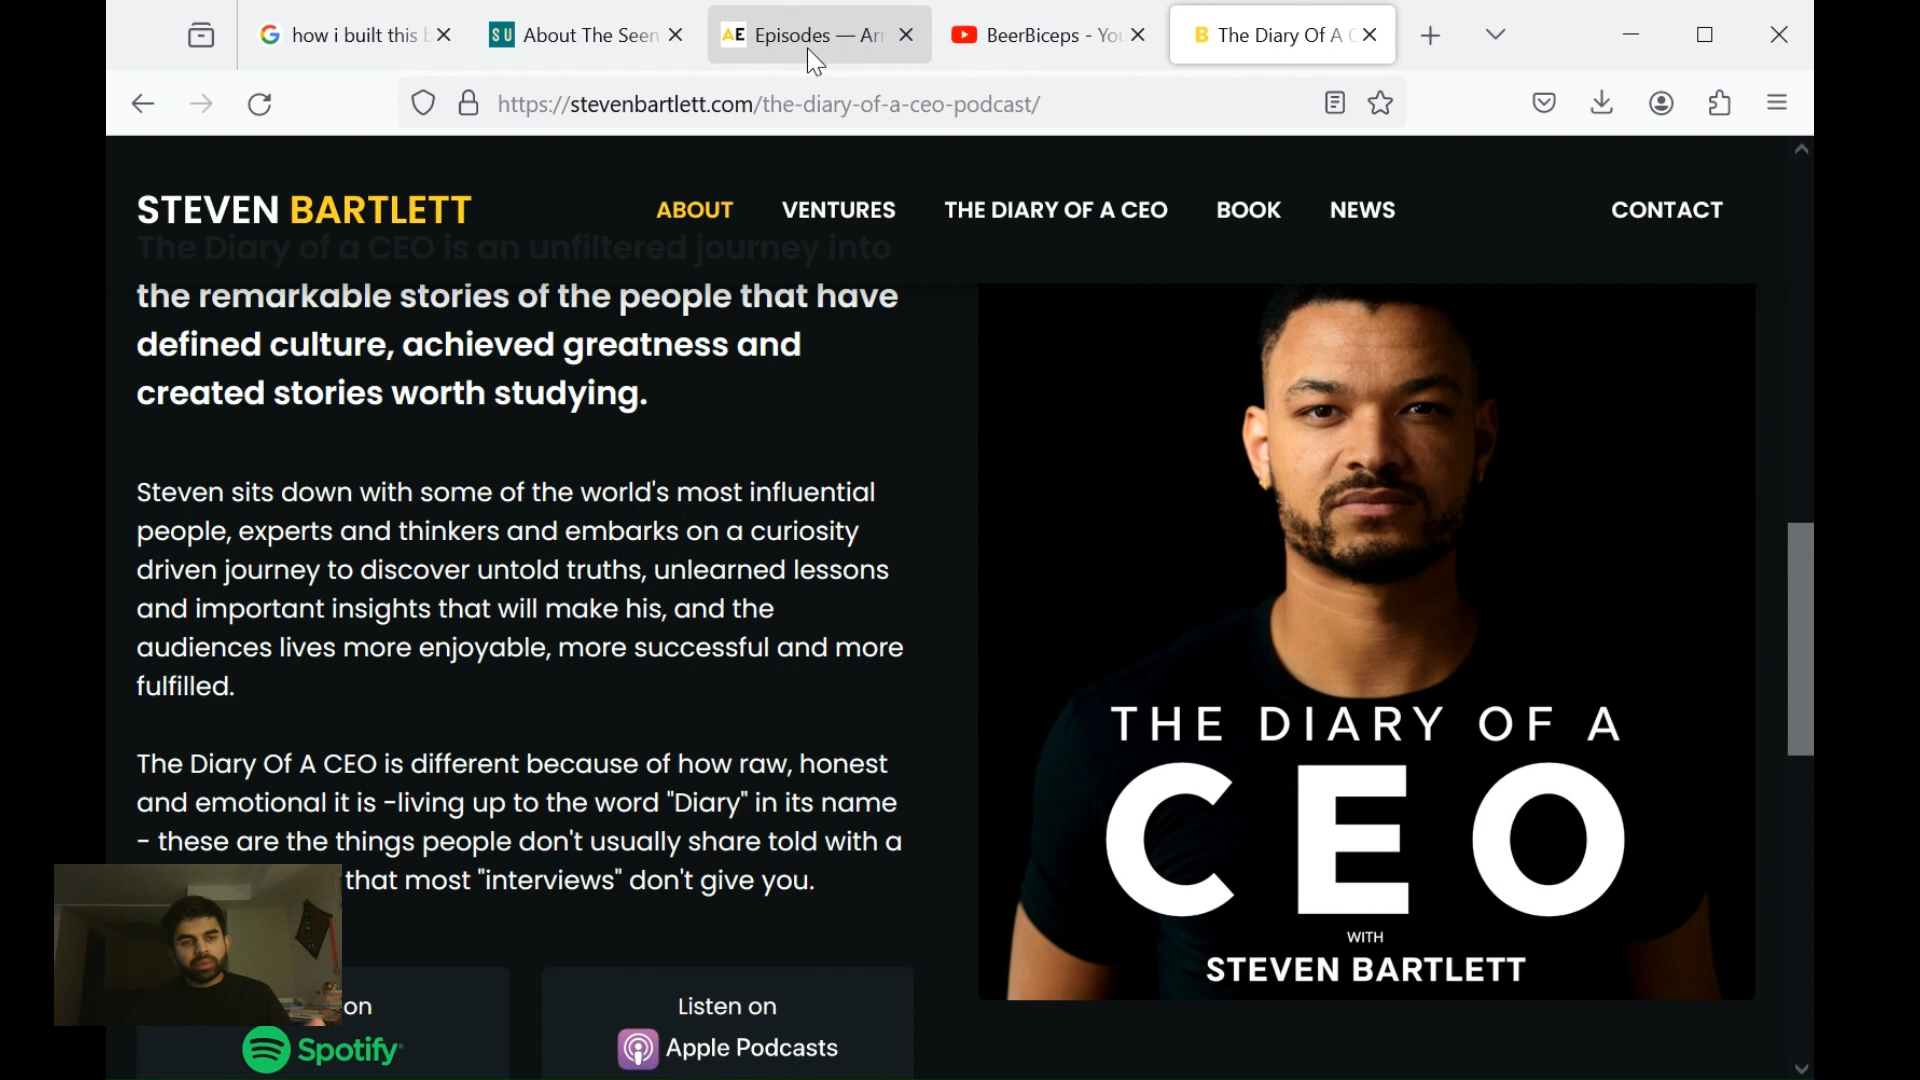 how i built this
About The Seen
AE Episodes — Arm
BeerBiceps - You
B The Diary Of A C
https://stevenbartlett.com/the-diary-of-a-ceo-podcast/
STEVEN BARTLETT
ABOUT
VENTURES
THE DIARY OF A CEO
BOOK
NEWS
CONTACT
The Diary of a CEO is an unfiltered journey into
the remarkable stories of the people that have
defined culture, achieved greatness and
created stories worth studying.
Steven sits down with some of the world's most influential
people, experts and thinkers and embarks on a curiosity
driven journey to discover untold truths, unlearned lessons
and important insights that will make his, and the
audiences lives more enjoyable, more successful and more
fulfilled.
The Diary Of A CEO is different because of how raw, honest
and emotional it is -living up to the word "Diary" in its name
- these are the things people don't usually share told with a
that most "interviews" don't give you.
on
Spotify
Listen on
Apple Podcasts
THE DIARY OF A
CEO
WITH
STEVEN BARTLETT